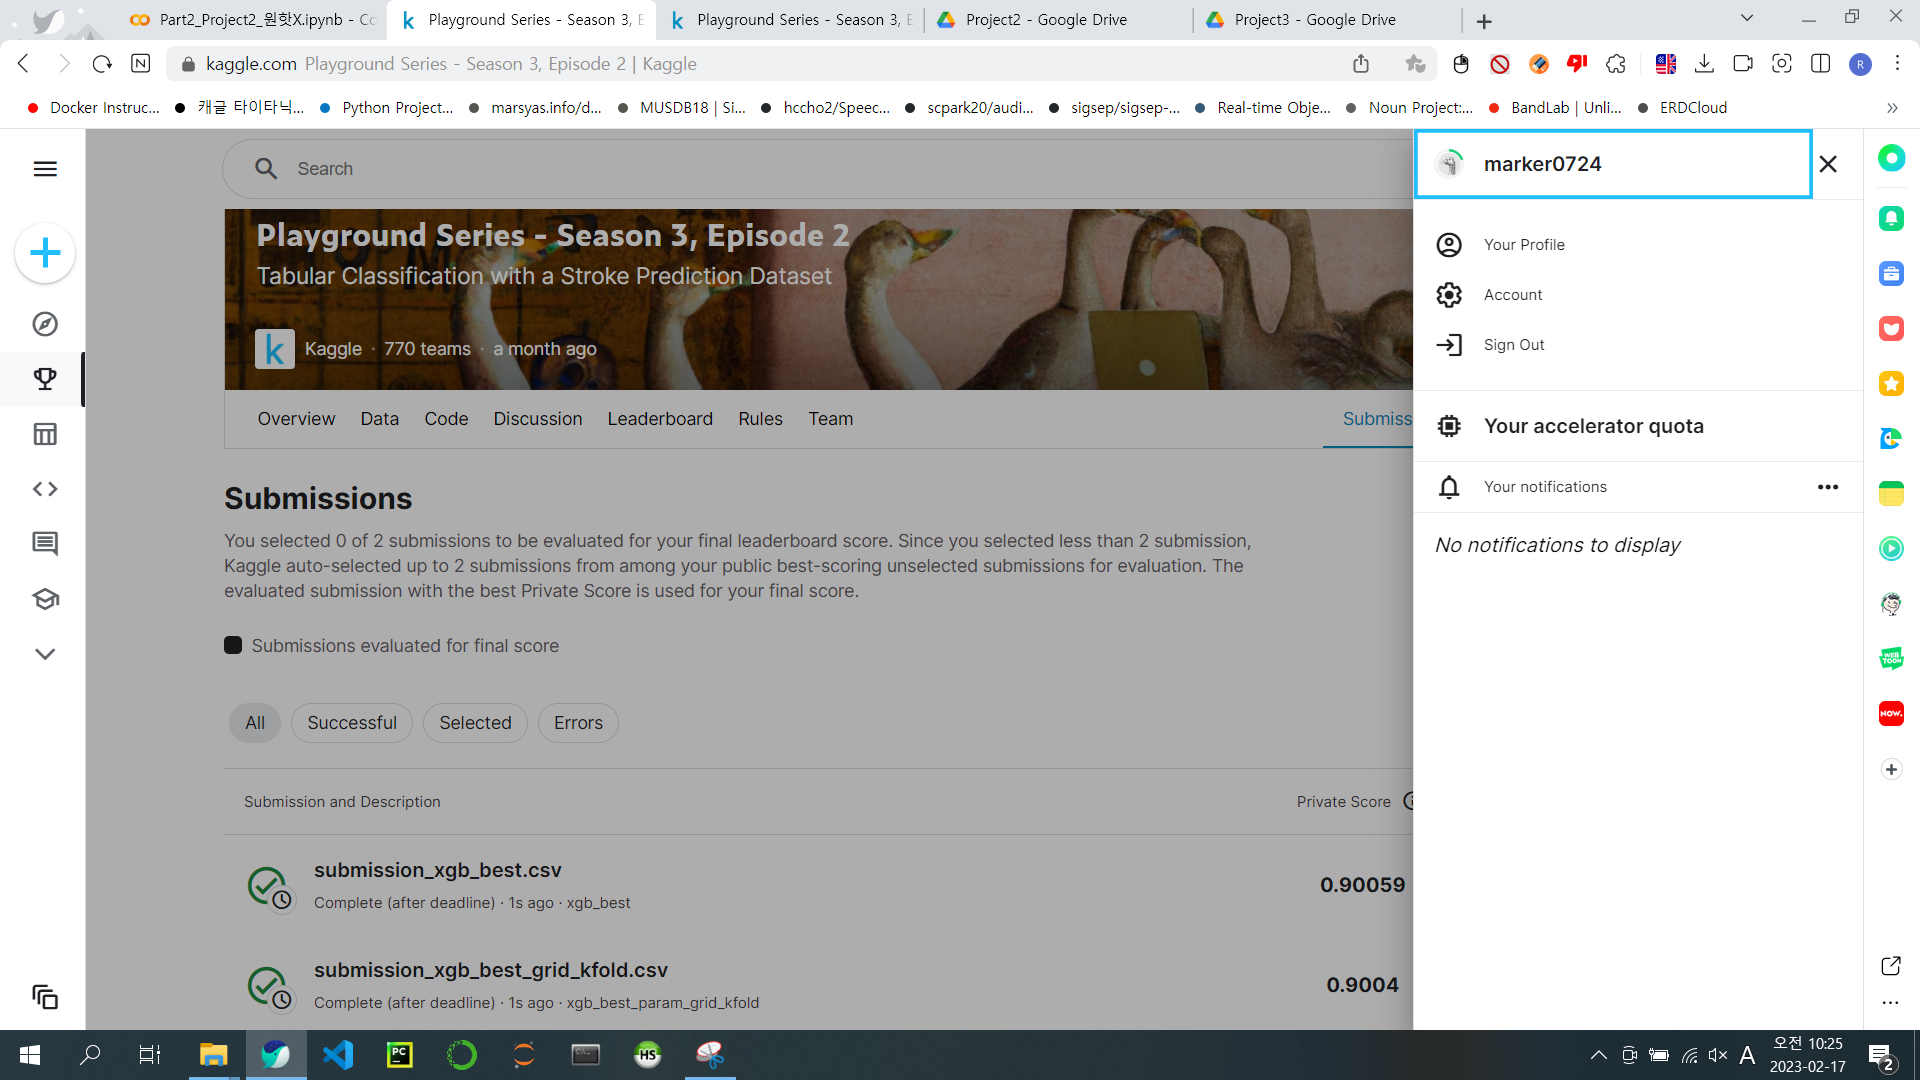 Part2_Project2_원핫X.ipynb - Co
Playground Series - Season 3, E
Playground Series - Season 3, E
Project2 - Google Drive
Project3 - Google Drive
kaggle.com Playground Series - Season 3, Episode 2 | Kaggle
R
Docker Instruc...
캐글 타이타닉...
Python Project...
marsyas.info/d...
MUSDB18 | Si...
hccho2/Speec...
scpark20/audi...
sigsep/sigsep-...
Real-time Obje...
Noun Project:...
BandLab | Unli...
ERDCloud
Search
marker0724
Playground Series - Season 3, Episode 2
Tabular Classification with a Stroke Prediction Dataset
k
Kaggle · 770 teams · a month ago
Your Profile
Account
Sign Out
Overview
Data
Code
Discussion
Leaderboard
Rules
Team
Submiss
Your accelerator quota
Your notifications
No notifications to display
Submissions
You selected 0 of 2 submissions to be evaluated for your final leaderboard score. Since you selected less than 2 submission,
Kaggle auto-selected up to 2 submissions from among your public best-scoring unselected submissions for evaluation. The
evaluated submission with the best Private Score is used for your final score.
Submissions evaluated for final score
All
Successful
Selected
Errors
Submission and Description
Private Score
submission_xgb_best.csv
Complete (after deadline) · 1s ago · xgb_best
0.90059
submission_xgb_best_grid_kfold.csv
Complete (after deadline) · 1s ago · xgb_best_param_grid_kfold
0.9004
WEB
TOON
NOW.
PC
HS
A
오전 10:25
2023-02-17
2